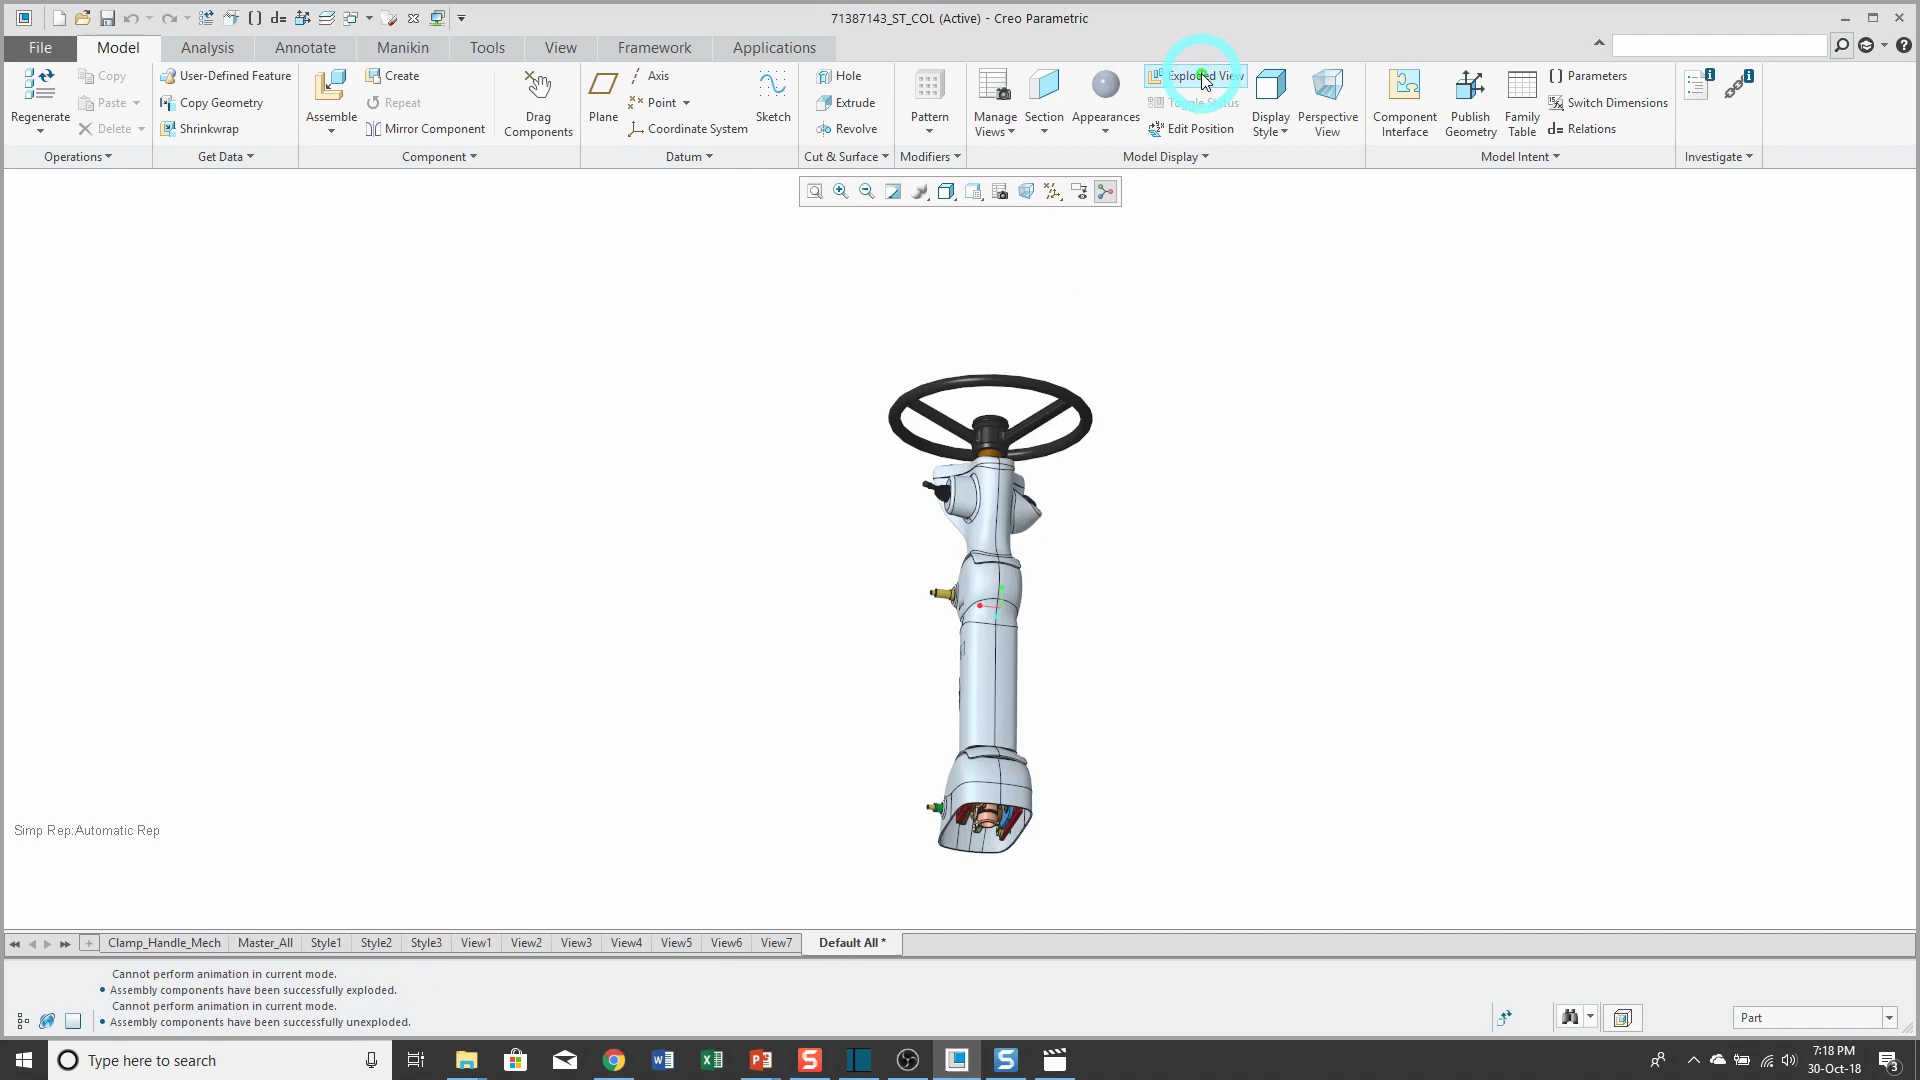 71387143_ST_COL (Active) - Creo Parametric
File
Model
Analysis
Annotate
Manikin
Tools
View
Framework
Applications
Regenerate
Copy
Paste
Delete
Operations
User-Defined Feature
Copy Geometry
Shrinkwrap
Get Data
Assemble
Create
Repeat
Mirror Component
Drag Components
Component
Plane
Axis
Point
Coordinate System
Sketch
Datum
Hole
Extrude
Revolve
Cut & Surface
Pattern
Modifiers
Manage Views
Section
Appearances
Exploded View
Toggle Status
Edit Position
Display Style
Perspective View
Model Display
Component Interface
Publish Geometry
Family Table
Parameters
Switch Dimensions
d= Relations
Model Intent
Investigate
Simp Rep:Automatic Rep
Clamp_Handle_Mech
Master_All
Style1
Style2
Style3
View1
View2
View3
View4
View5
View6
View7
Default All *
Cannot perform animation in current mode.
• Assembly components have been successfully exploded.
Cannot perform animation in current mode.
• Assembly components have been successfully unexploded.
Part
Type here to search
7:18 PM
30-Oct-18
3